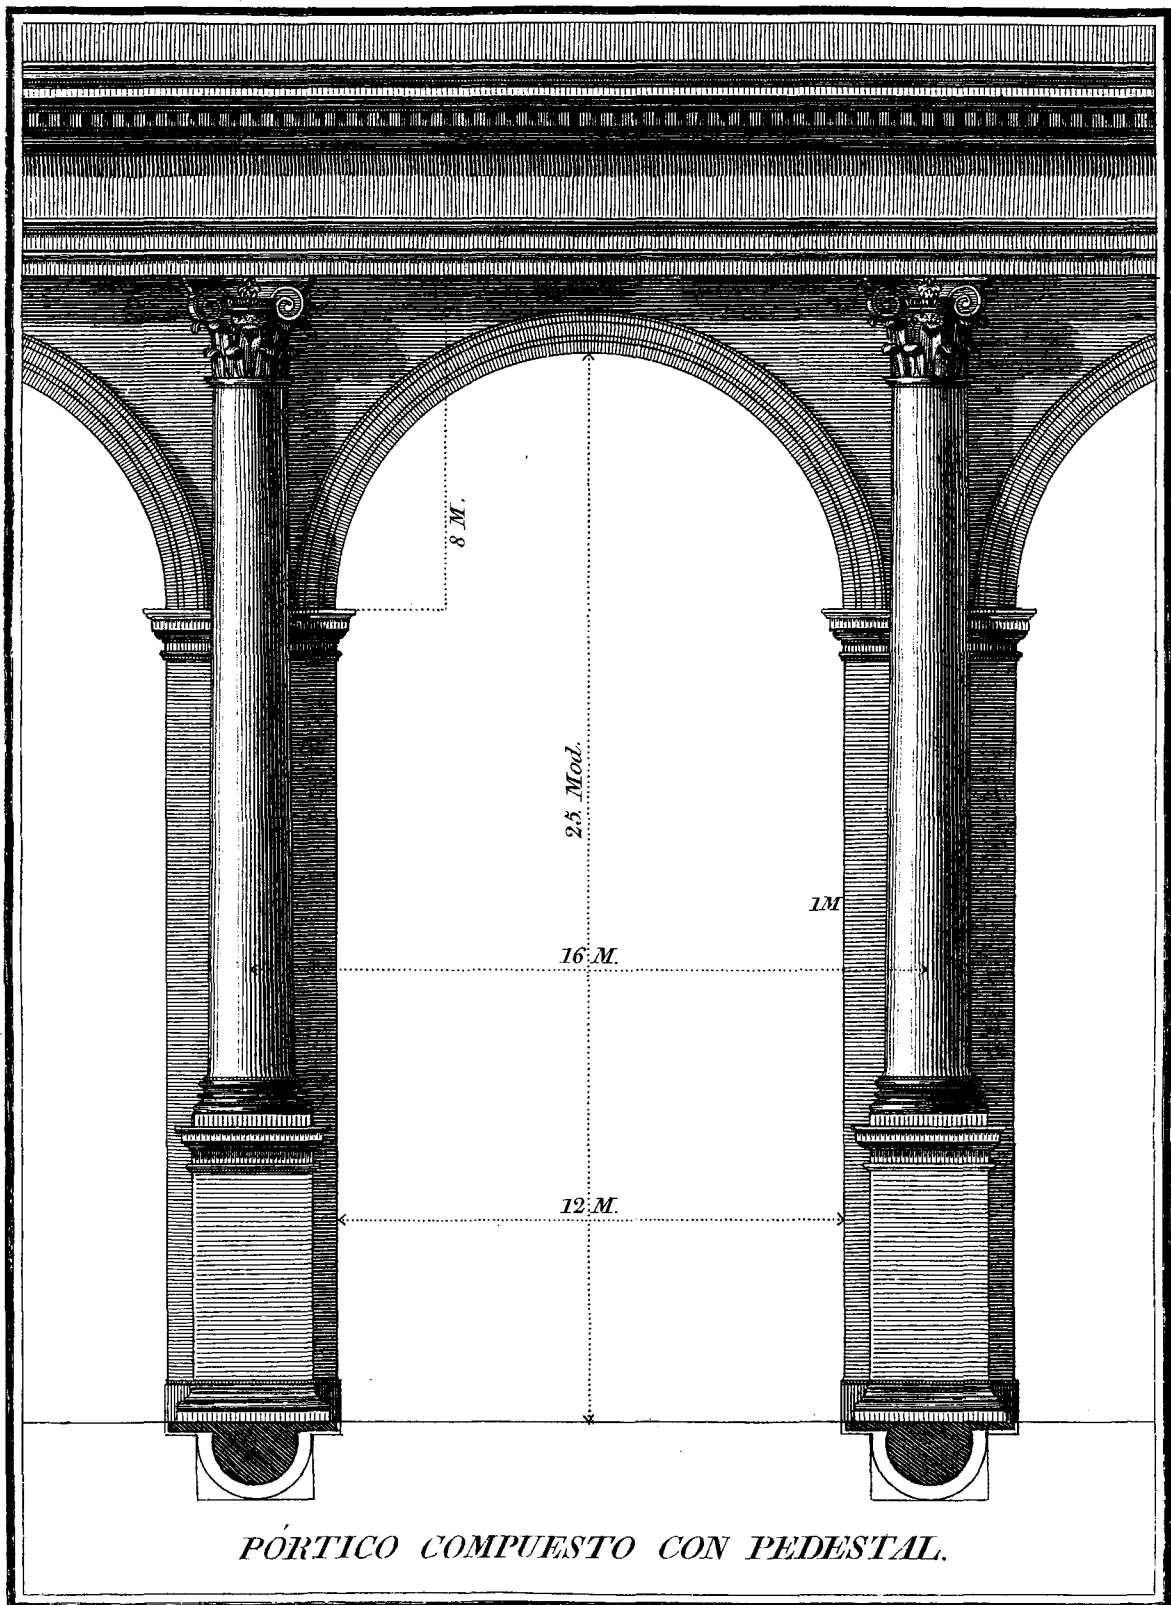 8 M.
25 Mod.
1M
16 M.
12 M.
PÓRTICO COMPUESTO CON PEDESTAL.